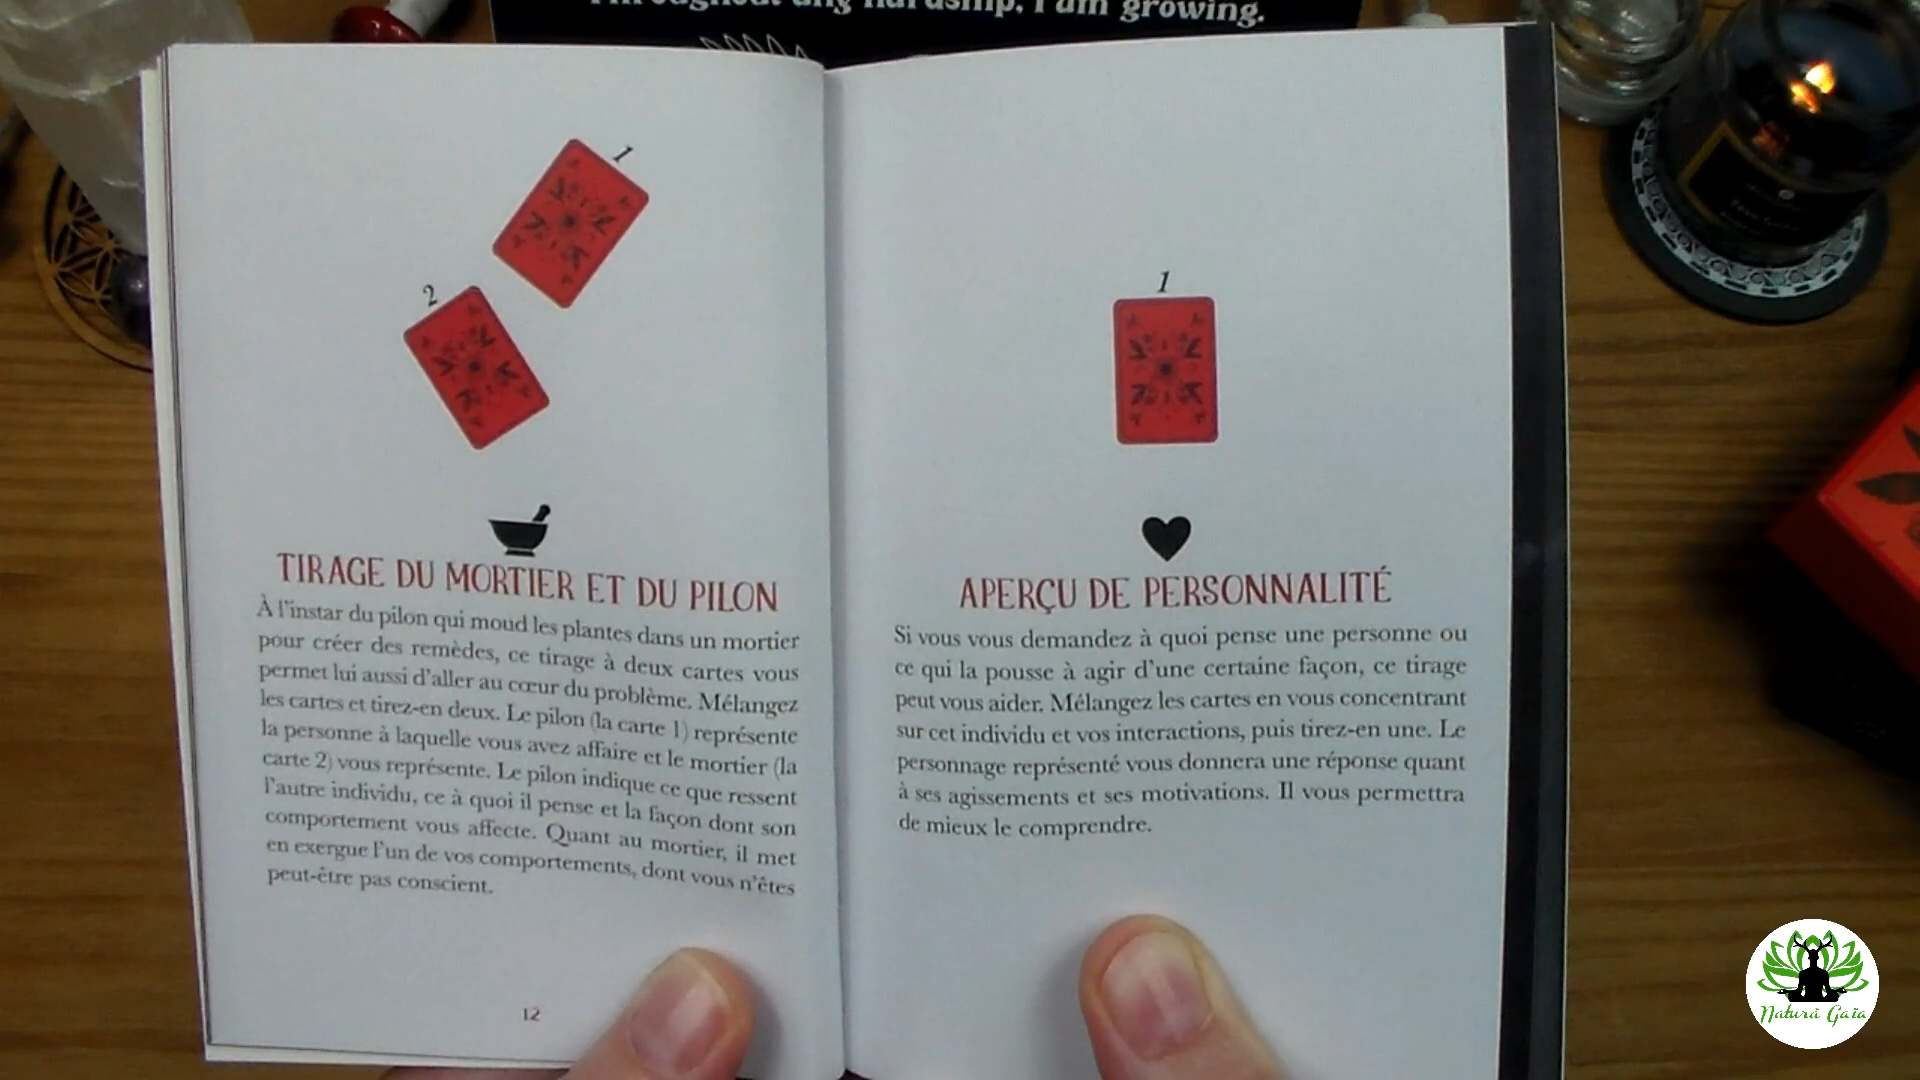 Throughout any hardship, I am growing.
1
2
TIRAGE DU MORTIER ET DU PILON
À l'instar du pilon qui moud les plantes dans un mortier
pour créer des remèdes, ce tirage à deux cartes vous
permet lui aussi d'aller au cœur du problème. Mélangez
les cartes et tirez-en deux. Le pilon (la carte 1) représente
la personne à laquelle vous avez affaire et le mortier (la
carte 2) vous représente. Le pilon indique ce que ressent
l'autre individu, ce à quoi il pense et la façon dont son
comportement vous affecte. Quant au mortier, il met
en exergue l'un de vos comportements, dont vous n'êtes
peut-être pas conscient.
12
1
APERÇU DE PERSONNALITÉ
Si vous vous demandez à quoi pense une personne ou
ce qui la pousse à agir d'une certaine façon, ce tirage
peut vous aider. Mélangez les cartes en vous concentrant
sur cet individu et vos interactions, puis tirez-en une. Le
personnage représenté vous donnera une réponse quant
à ses agissements et ses motivations. Il vous permettra
de mieux le comprendre.
Naturà Gaïa